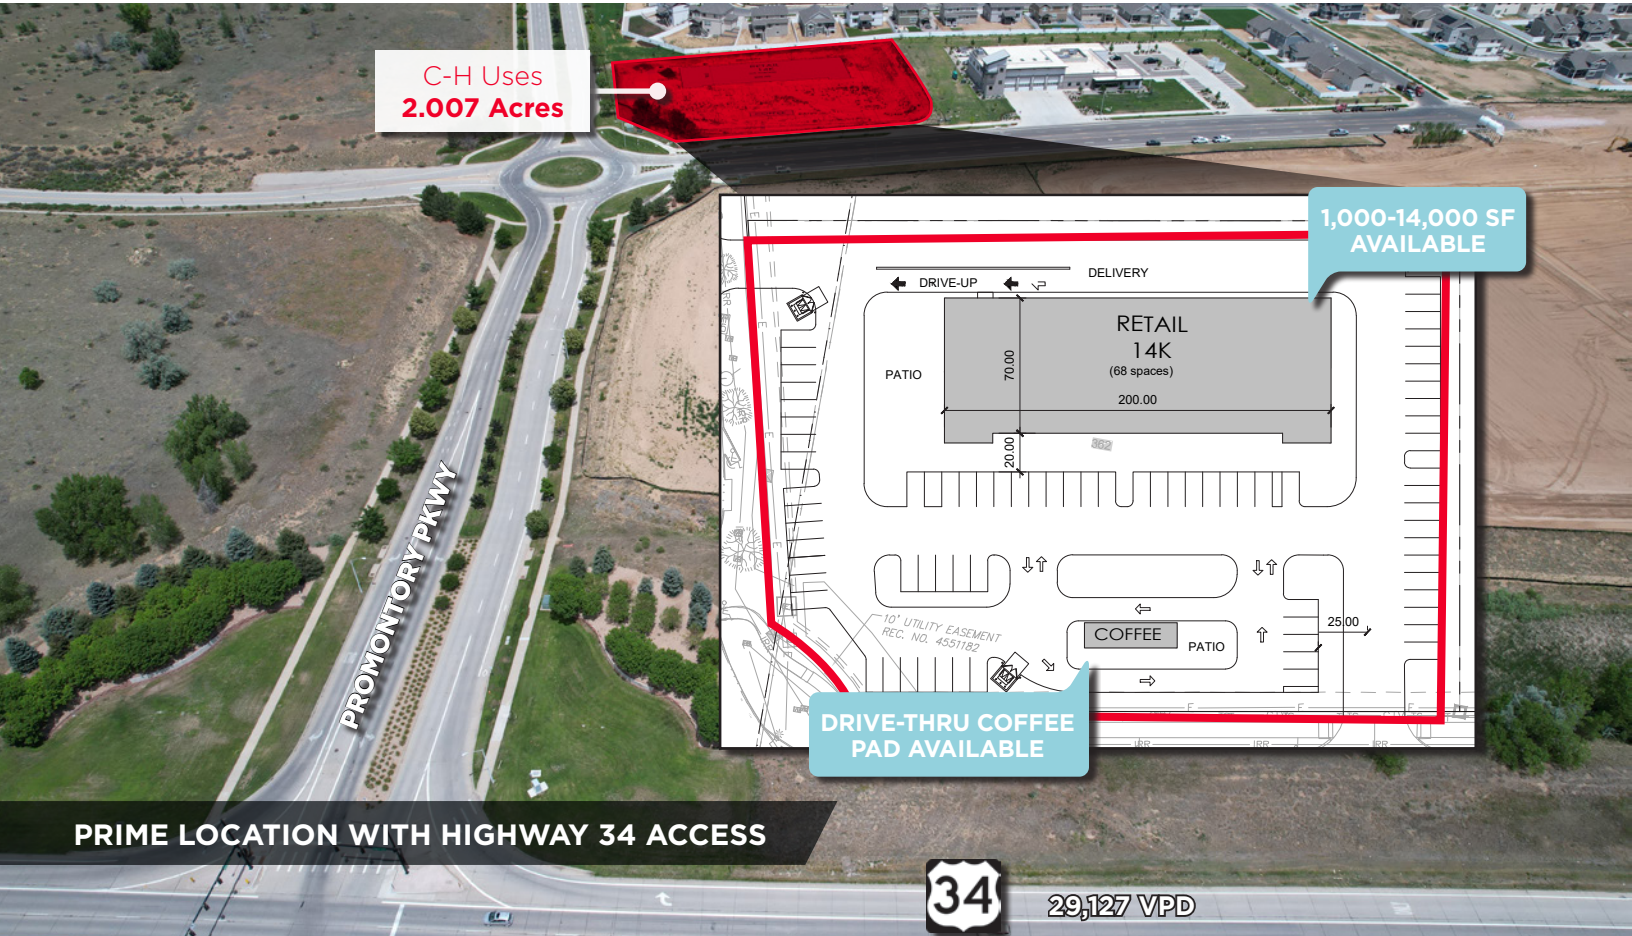 C-H Uses
2.007 Acres
1,000-14,000 SF
AVAILABLE
DELIVERY
DRIVE-UP
RETAIL
14K
(68 spaces)
70.00
PATIO
200.00
362
20.00
10' UTILITY EASEMENT
REC. NO. 4551182
COFFEE
PATIO
25.00
DRIVE-THRU COFFEE
PAD AVAILABLE
PROMONTORY PKWY
PRIME LOCATION WITH HIGHWAY 34 ACCESS
34
29,127 VPD